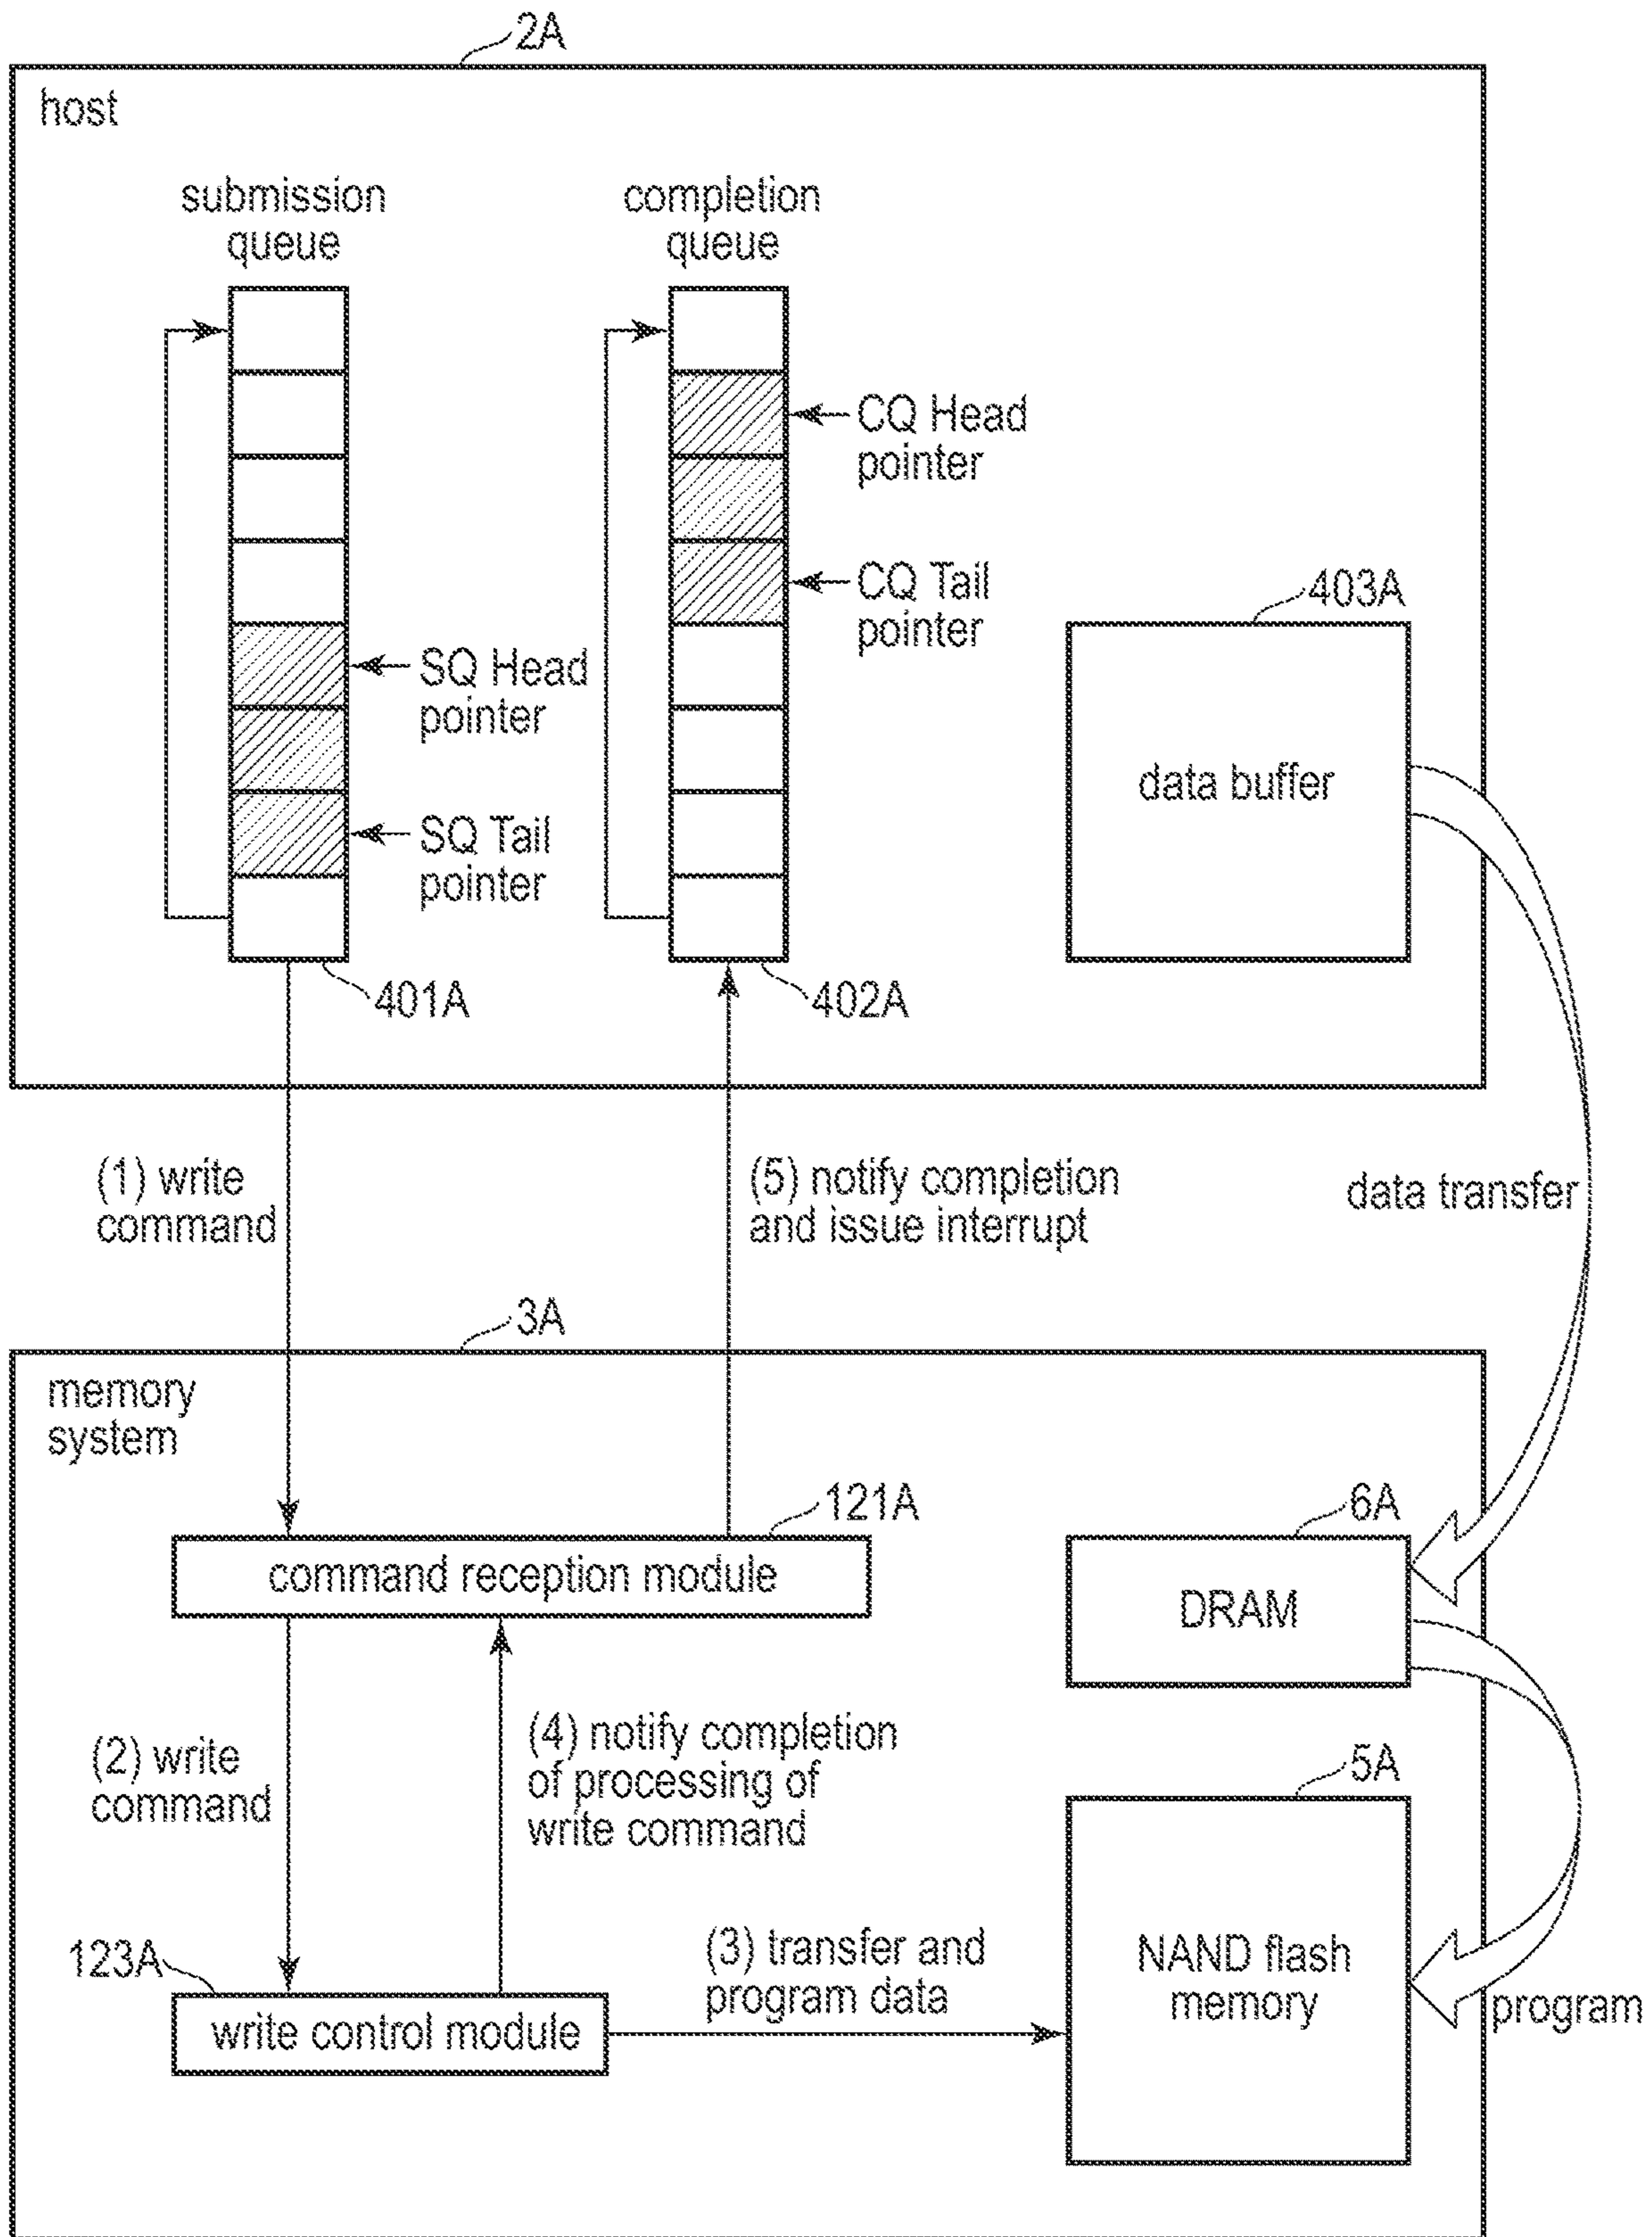 2A
host
submission
queue
completion
queue
CQ Head
pointer
CQ Tail
pointer
403A
SQ Head
pointer
data buffer
SQ Tail
pointer
401A
402A
(1) write
command
(5) notify completion
and issue interrupt
data transfer
3A
memory
system
121A
6A
command reception module
DRAM
(2) write
command
(4) notify completion
of processing of
write command
5A
123A
(3) transfer and
program data
NAND flash
memory
write control module
program